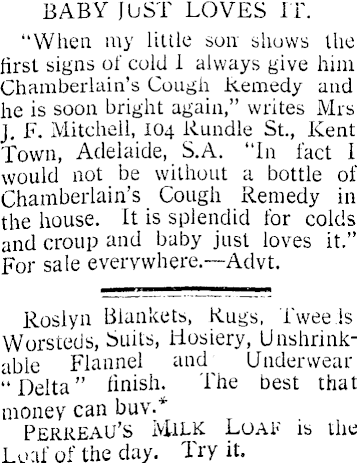 BABY JUST LOVES IT.
"When my little son shows the
first signs of cold I always give him
Chamberlain's Cough Remedy and
he is soon bright again," writes Mrs
J. F. Mitchell, 104 Rundle St., Kent
Town, Adelaide, S.A. "In fact I
would not be without a bottle of
Chamberlain's Cough Remedy in
the house. It is splendid for colds
and croup and baby just loves it."
For sale everywhere.—Advt.
Roslyn Blankets, Rugs, Tweeds
Worsteds, Suits, Hosiery, Unshrink-
able Flannel and Underwear
"Delta" finish. The best that
money can buy.*
PERREAU'S MILK LOAF is the
Loaf of the day. Try it.